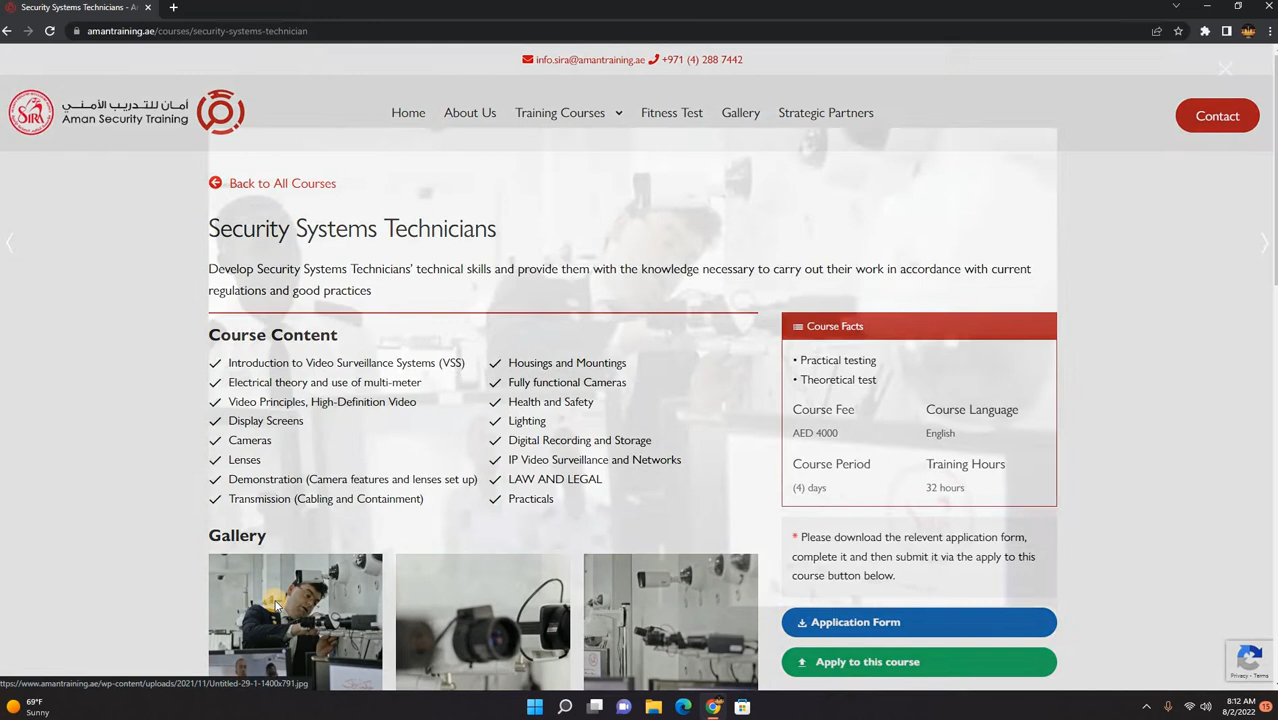 Security Systems Technicians - A
amantraining.ae/courses/security-systems-technician
info.sira@amantraining.ae +971 (4) 288 7442
SIRA
أمان للتدريب الأمني
Aman Security Training
Home About Us Training Courses Fitness Test Gallery Strategic Partners
Contact
Back to All Courses
Security Systems Technicians
Develop Security Systems Technicians' technical skills and provide them with the knowledge necessary to carry out their work in accordance with current
regulations and good practices
Course Content
Introduction to Video Surveillance Systems (VSS)
Electrical theory and use of multi-meter
Video Principles, High-Definition Video
Display Screens
Cameras
Lenses
Demonstration (Camera features and lenses set up)
Transmission (Cabling and Containment)
Housings and Mountings
Fully functional Cameras
Health and Safety
Lighting
Digital Recording and Storage
IP Video Surveillance and Networks
LAW AND LEGAL
Practicals
Course Facts
• Practical testing
• Theoretical test
Course Fee Course Language
AED 4000 English
Course Period Training Hours
(4) days 32 hours
Gallery
* Please download the relevent application form,
complete it and then submit it via the apply to this
course button below.
Application Form
Apply to this course
Privacy - Terms
https://www.amantraining.ae/wp-content/uploads/2021/11/Untitled-29-1-1400x791.jpg
69°F
Sunny
8:12 AM
8/2/2022
15